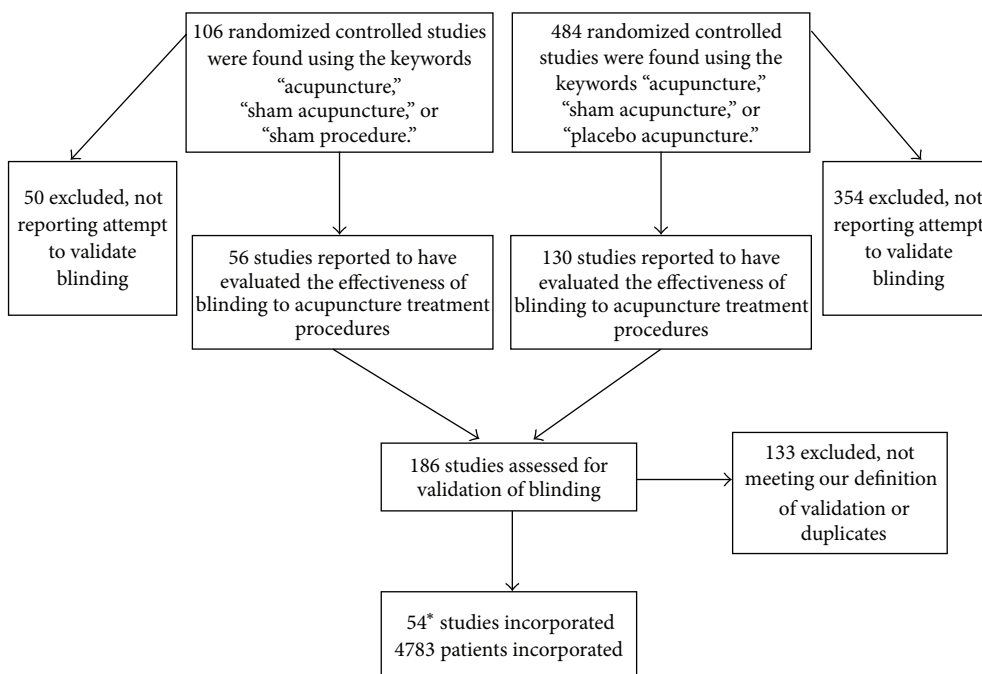 106 randomized controlled studies
were found using the keywords
“acupuncture,”
“sham acupuncture,” or
“sham procedure.”
484 randomized controlled
studies were found using the
keywords “acupuncture,”
“sham acupuncture,” or
“placebo acupuncture.”
50 excluded, not
reporting attempt
to validate
blinding
56 studies reported to have
evaluated the effectiveness of
blinding to acupuncture treatment
procedures
130 studies reported to have
evaluated the effectiveness of
blinding to acupuncture treatment
procedures
354 excluded, not
reporting attempt
to validate
blinding
186 studies assessed for
validation of blinding
133 excluded, not
meeting our definition
of validation or
duplicates
54* studies incorporated
4783 patients incorporated